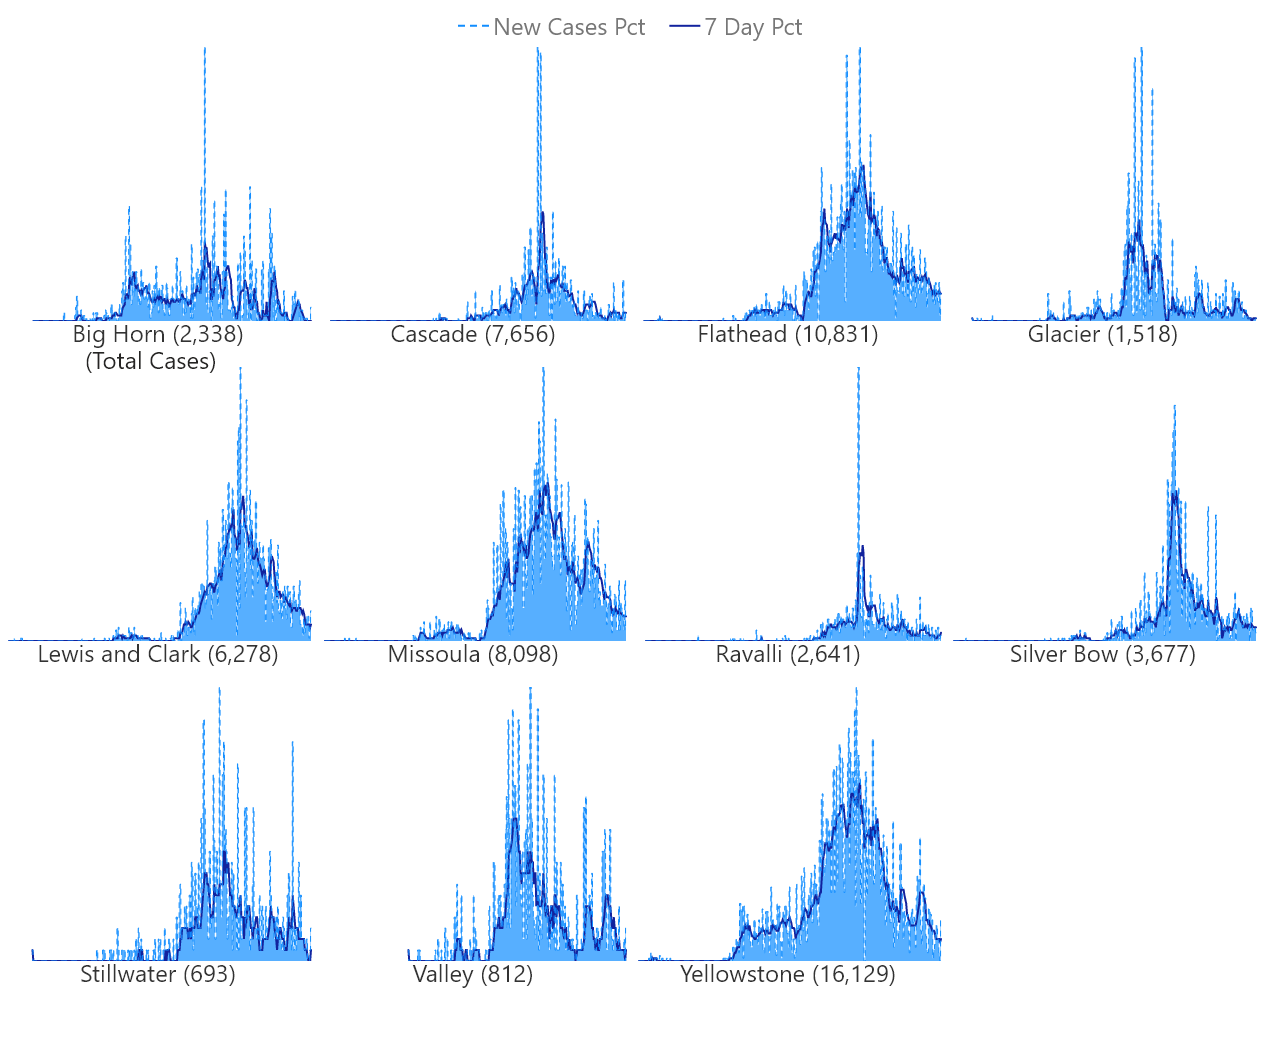 New Cases Pct 7 Day Pct
Big Horn (2,338)
(Total Cases)
Cascade (7,656)
Flathead (10,831)
Glacier (1,518)
Lewis and Clark (6,278)
Missoula (8,098)
Ravalli (2,641)
Silver Bow (3,677)
Stillwater (693)
Valley (812)
Yellowstone (16,129)